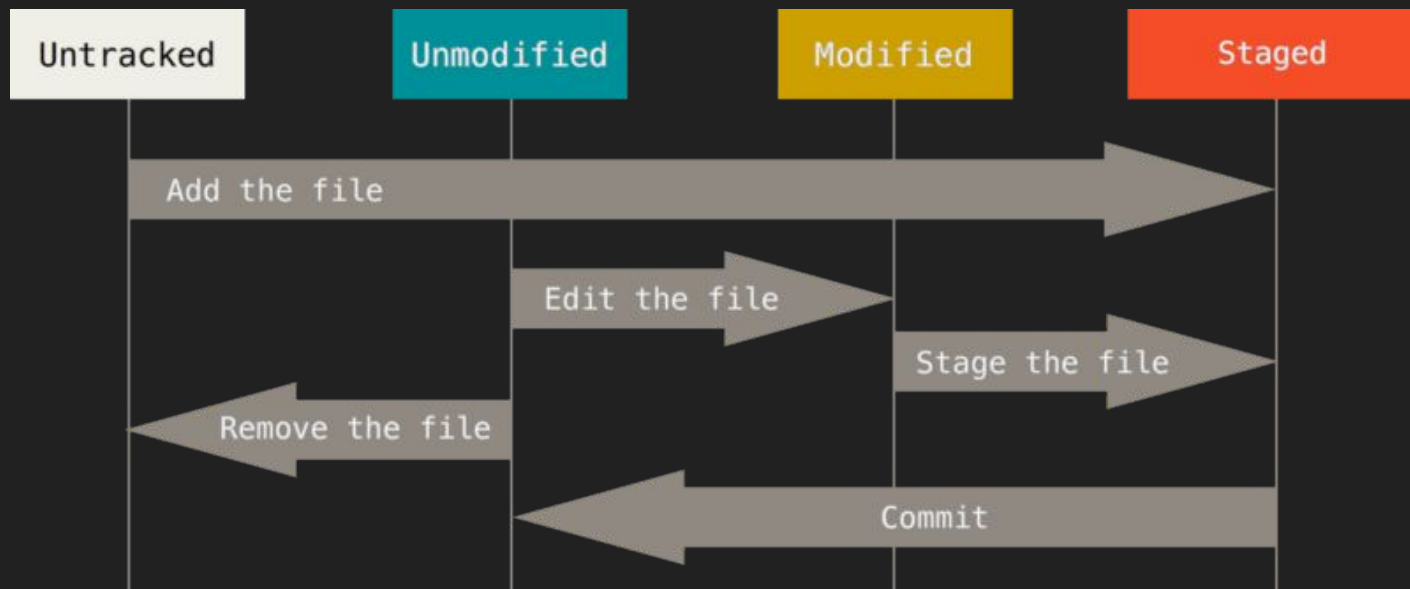 Untracked
Unmodified
Modified
Staged
Add the file
Edit the file
Stage the file
Remove the file
Commit